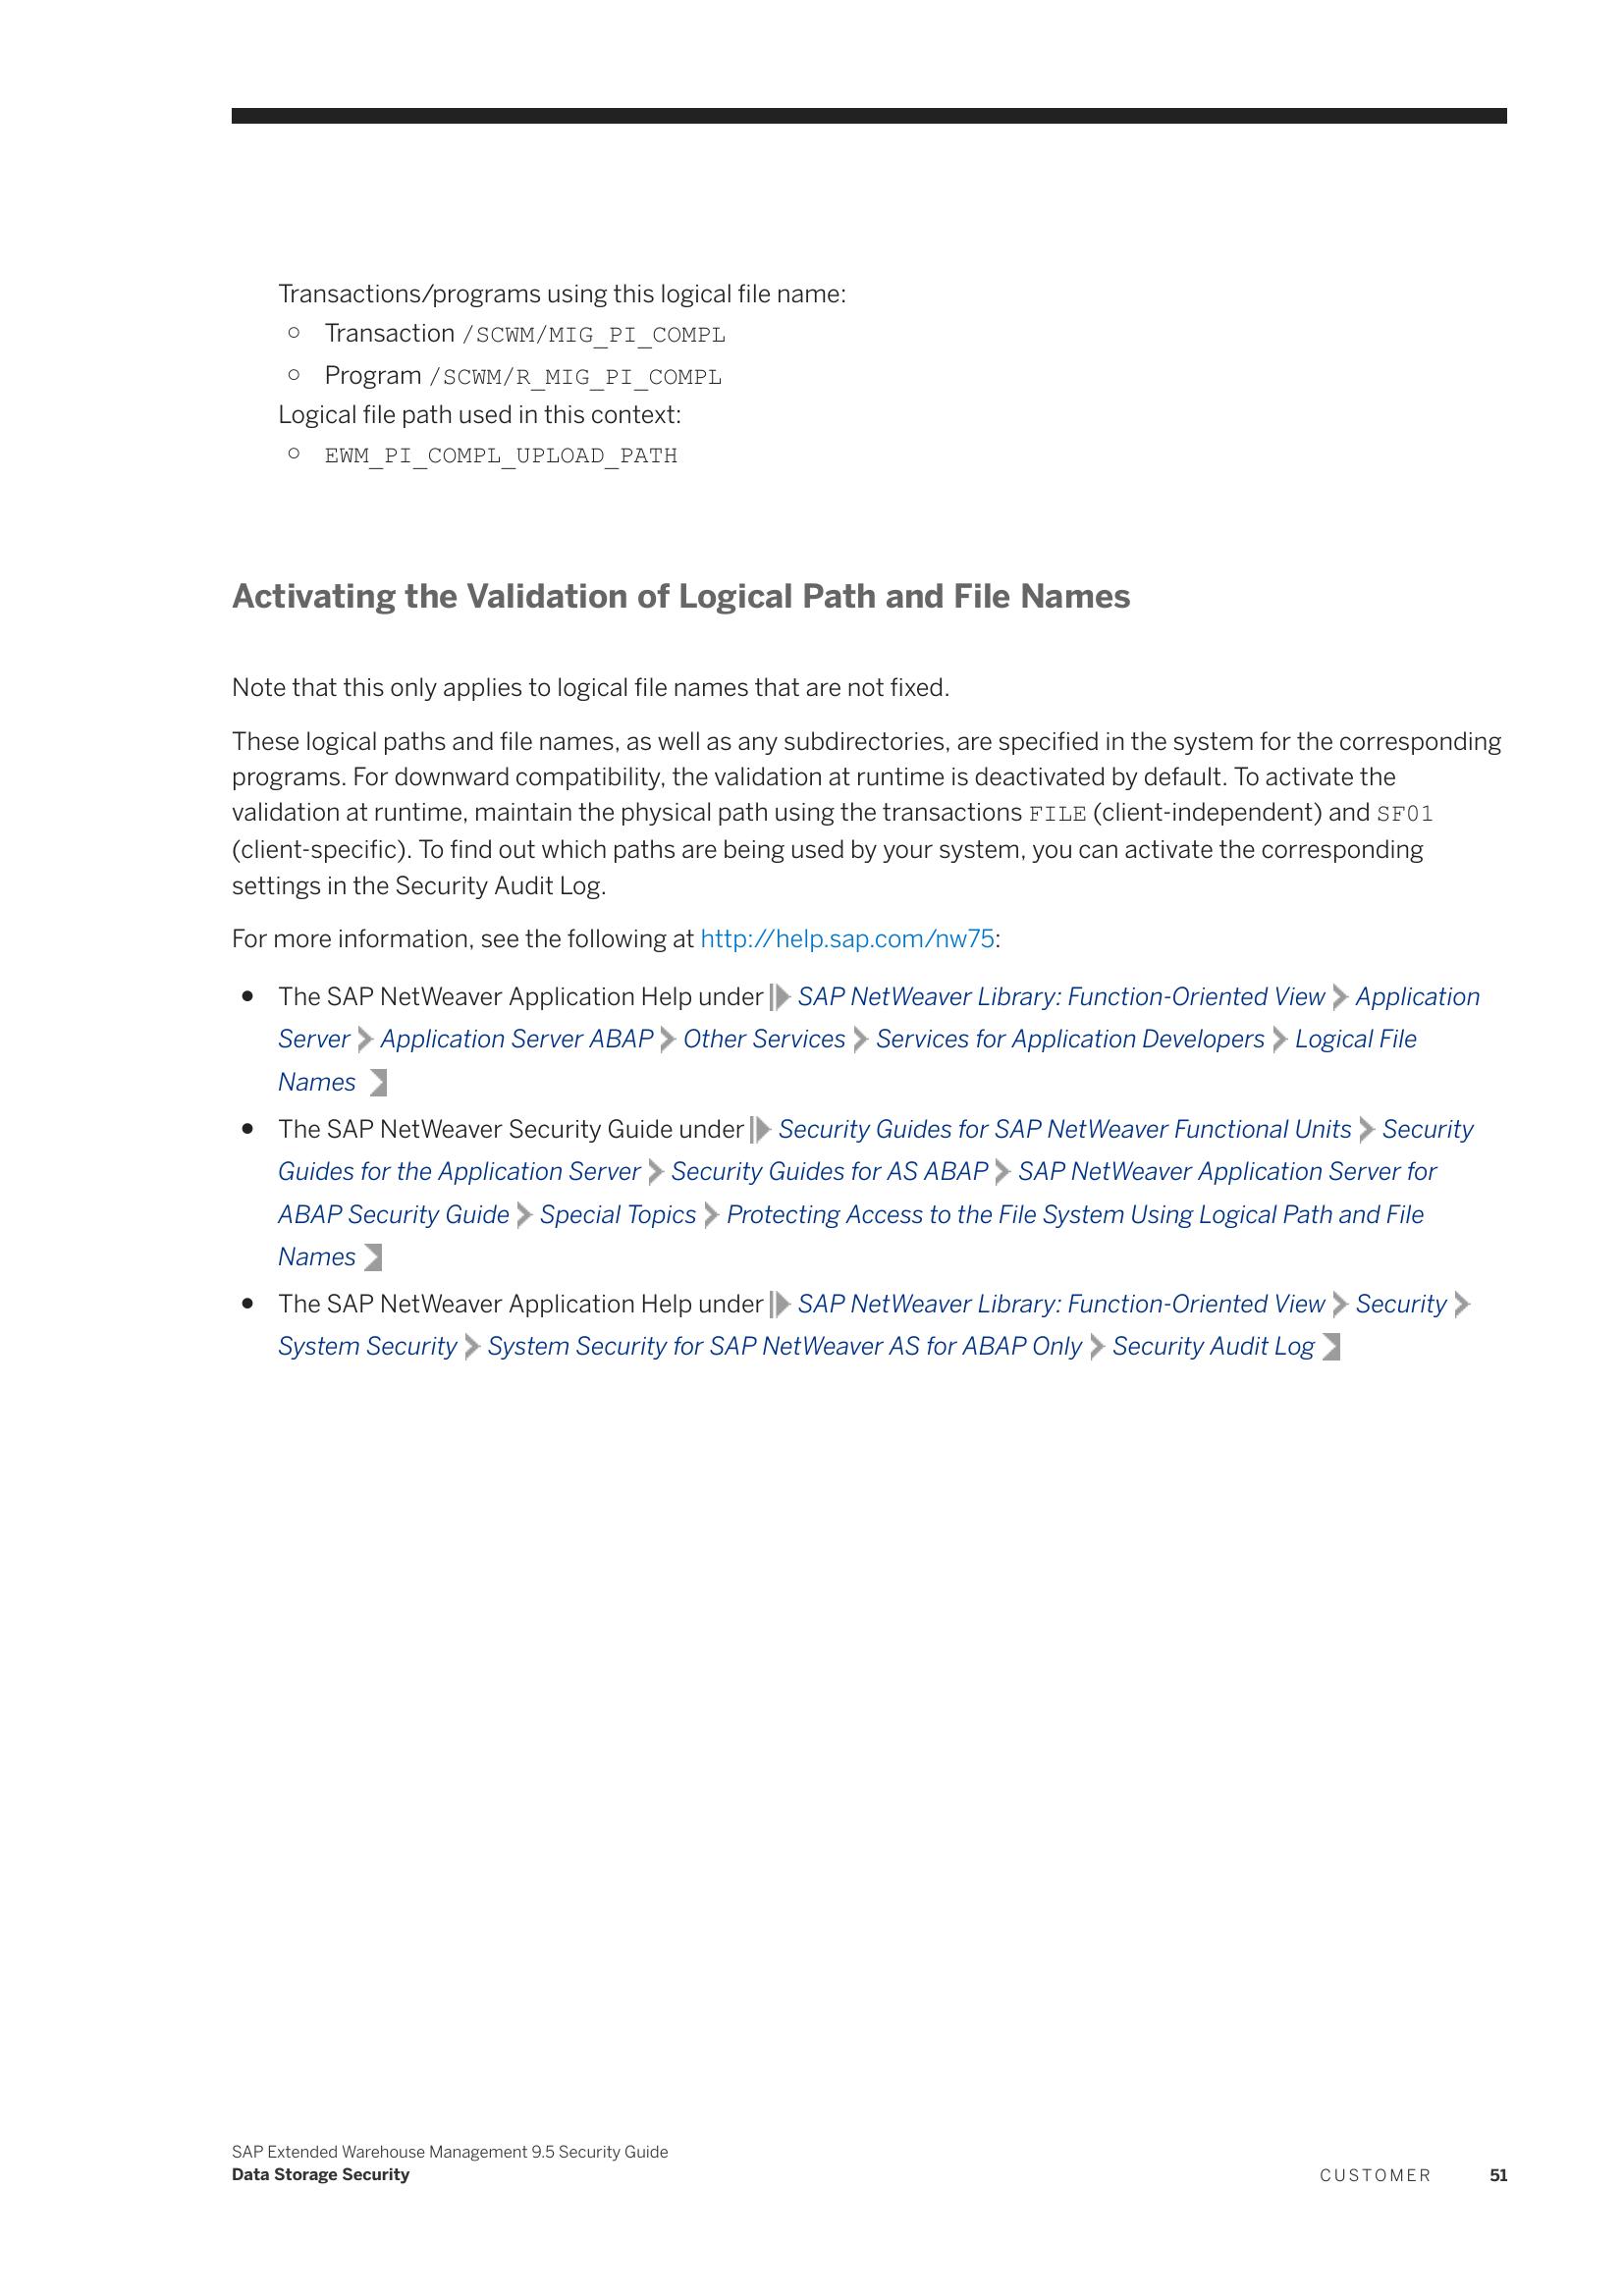 Transactions/programs using this logical file name:
○ Transaction /SCWM/MIG_PI_COMPL
○ Program /SCWM/R_MIG_PI_COMPL
Logical file path used in this context:
○ EWM_PI_COMPL_UPLOAD_PATH
Activating the Validation of Logical Path and File Names
Note that this only applies to logical file names that are not fixed.
These logical paths and file names, as well as any subdirectories, are specified in the system for the corresponding
programs. For downward compatibility, the validation at runtime is deactivated by default. To activate the
validation at runtime, maintain the physical path using the transactions FILE (client-independent) and SF01
(client-specific). To find out which paths are being used by your system, you can activate the corresponding
settings in the Security Audit Log.
For more information, see the following at http://help.sap.com/nw75:
● The SAP NetWeaver Application Help under SAP NetWeaver Library: Function-Oriented View > Application
Server > Application Server ABAP > Other Services > Services for Application Developers > Logical File
Names
● The SAP NetWeaver Security Guide under Security Guides for SAP NetWeaver Functional Units > Security
Guides for the Application Server > Security Guides for AS ABAP > SAP NetWeaver Application Server for
ABAP Security Guide > Special Topics > Protecting Access to the File System Using Logical Path and File
Names
● The SAP NetWeaver Application Help under SAP NetWeaver Library: Function-Oriented View > Security >
System Security > System Security for SAP NetWeaver AS for ABAP Only > Security Audit Log
SAP Extended Warehouse Management 9.5 Security Guide
Data Storage Security
CUSTOMER 51